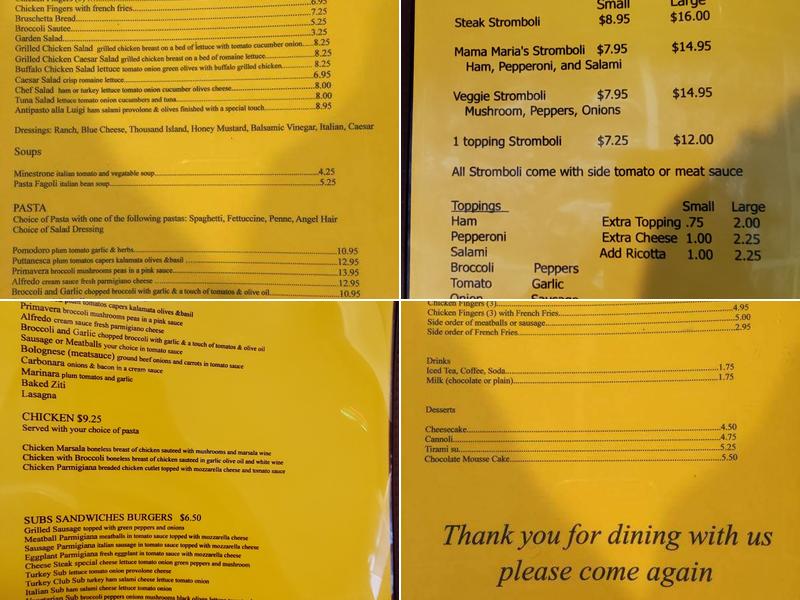 6.95
Chicken Fingers with french fries 7.25
Bruschetta Bread 5.25
Broccoli Sautee 3.25
Garden Salad
Grilled Chicken Salad grilled chicken breast on a bed of lettuce with tomato cucumber onion 8.25
Grilled Chicken Caesar Salad grilled chicken breast on a bed of romaine lettuce 8.25
Buffalo Chicken Salad lettuce tomato onion green olives with buffalo grilled chicken 8.25
Caesar Salad crisp romaine lettuce 6.95
Chef Salad ham or turkey lettuce tomato onion cucumber olives cheese 8.00
Tuna Salad lettuce tomato onion cucumbers and tuna 8.00
Antipasto alla Luigi ham salami provolone & olives finished with a special touch 8.95
Dressings: Ranch, Blue Cheese, Thousand Island, Honey Mustard, Balsamic Vinegar, Italian, Caesar
Soups
Minestrone italian tomato and vegatable soup 4.25
Pasta Fagoli italian bean soup 5.25
PASTA
Choice of Pasta with one of the following pastas: Spaghetti, Fettuccine, Penne, Angel Hair
Choice of Salad Dressing
Pomodoro plum tomato garlic & herbs 10.95
Puttanesca plum tomatoes capers kalamata olives &basil 12.95
Primavera broccoli mushrooms peas in a pink sauce 13.95
Alfredo cream sauce fresh parmigiano cheese 12.95
Broccoli and Garlic chopped broccoli with garlic & a touch of tomatoes & olive oil 10.95
Small Large
Steak Stromboli $8.95 $16.00
Mama Maria's Stromboli $7.95 $14.95
Ham, Pepperoni, and Salami
Veggie Stromboli $7.95 $14.95
Mushroom, Peppers, Onions
1 topping Stromboli $7.25 $12.00
All Stromboli come with side tomato or meat sauce
Toppings Small Large
Ham Extra Topping .75 2.00
Pepperoni Extra Cheese 1.00 2.25
Salami Add Ricotta 1.00 2.25
Broccoli Peppers
Tomato Garlic
Onion Sausage
plum tomatoes capers kalamata olives &basil
Primavera broccoli mushrooms peas in a pink sauce
Alfredo cream sauce fresh parmigiano cheese
Broccoli and Garlic chopped broccoli with garlic & a touch of tomatoes & olive oil
Sausage or Meatballs your choice in tomato sauce
Bolognese (meatsauce) ground beef onions and carrots in tomato sauce
Carbonara onions & bacon in a cream sauce
Marinara plum tomatoes and garlic
Baked Ziti
Lasagna
CHICKEN $9.25
Served with your choice of pasta
Chicken Marsala boneless breast of chicken sauteed with mushrooms and marsala wine
Chicken with Broccoli boneless breast of chicken sauteed in garlic olive oil and white wine
Chicken Parmigiana breaded chicken cutlet topped with mozzarella cheese and tomato sauce
SUBS SANDWICHES BURGERS $6.50
Grilled Sausage topped with green peppers and onions
Meatball Parmigiana meatballs in tomato sauce topped with mozzarella cheese
Sausage Parmigiana italian sausage in tomato sauce topped with mozzarella cheese
Eggplant Parmigiana fresh eggplant in tomato sauce with mozzarella cheese
Cheese Steak special cheese lettuce tomato onion green peppers and mushroom
Turkey Sub lettuce tomato onion provolone cheese
Turkey Club Sub turkey ham salami cheese lettuce tomato onion
Italian Sub ham salami cheese lettuce tomato onion
Vegetarian Sub broccoli peppers onions mushrooms black olives lettuce
Chicken Fingers (3) 4.95
Chicken Fingers (3) with French Fries 5.00
Side order of meatballs or sausage 2.95
Side order of French Fries
Drinks
Iced Tea, Coffee, Soda 1.75
Milk (chocolate or plain) 1.75
Desserts
Cheesecake 4.50
Cannoli 4.75
Tirami su 5.25
Chocolate Mousse Cake 5.50
Thank you for dining with us
please come again